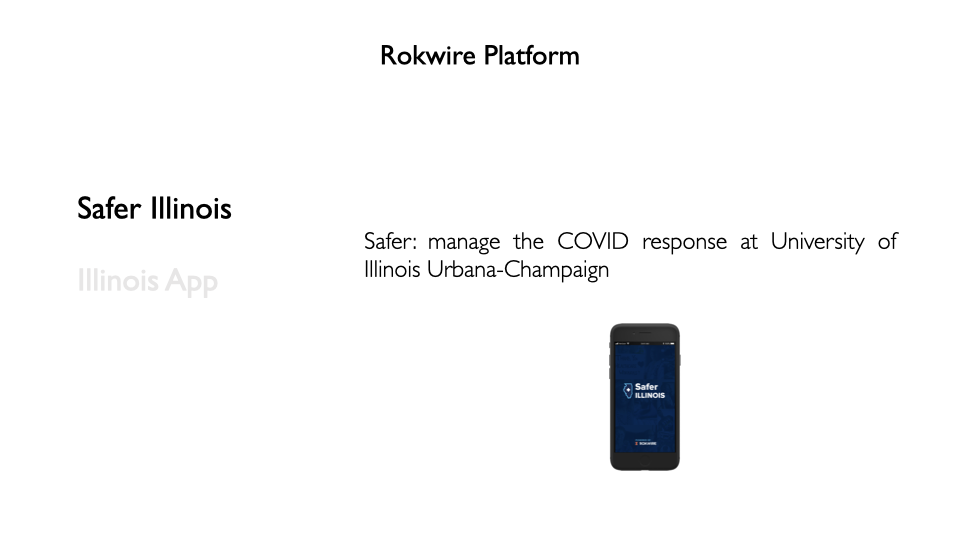 Rokwire Platform
Safer Illinois
Safer: manage the COVID response at University of
Illinois Urbana-Champaign
Illinois App
Safer
ILLINOIS
ROKWIRE